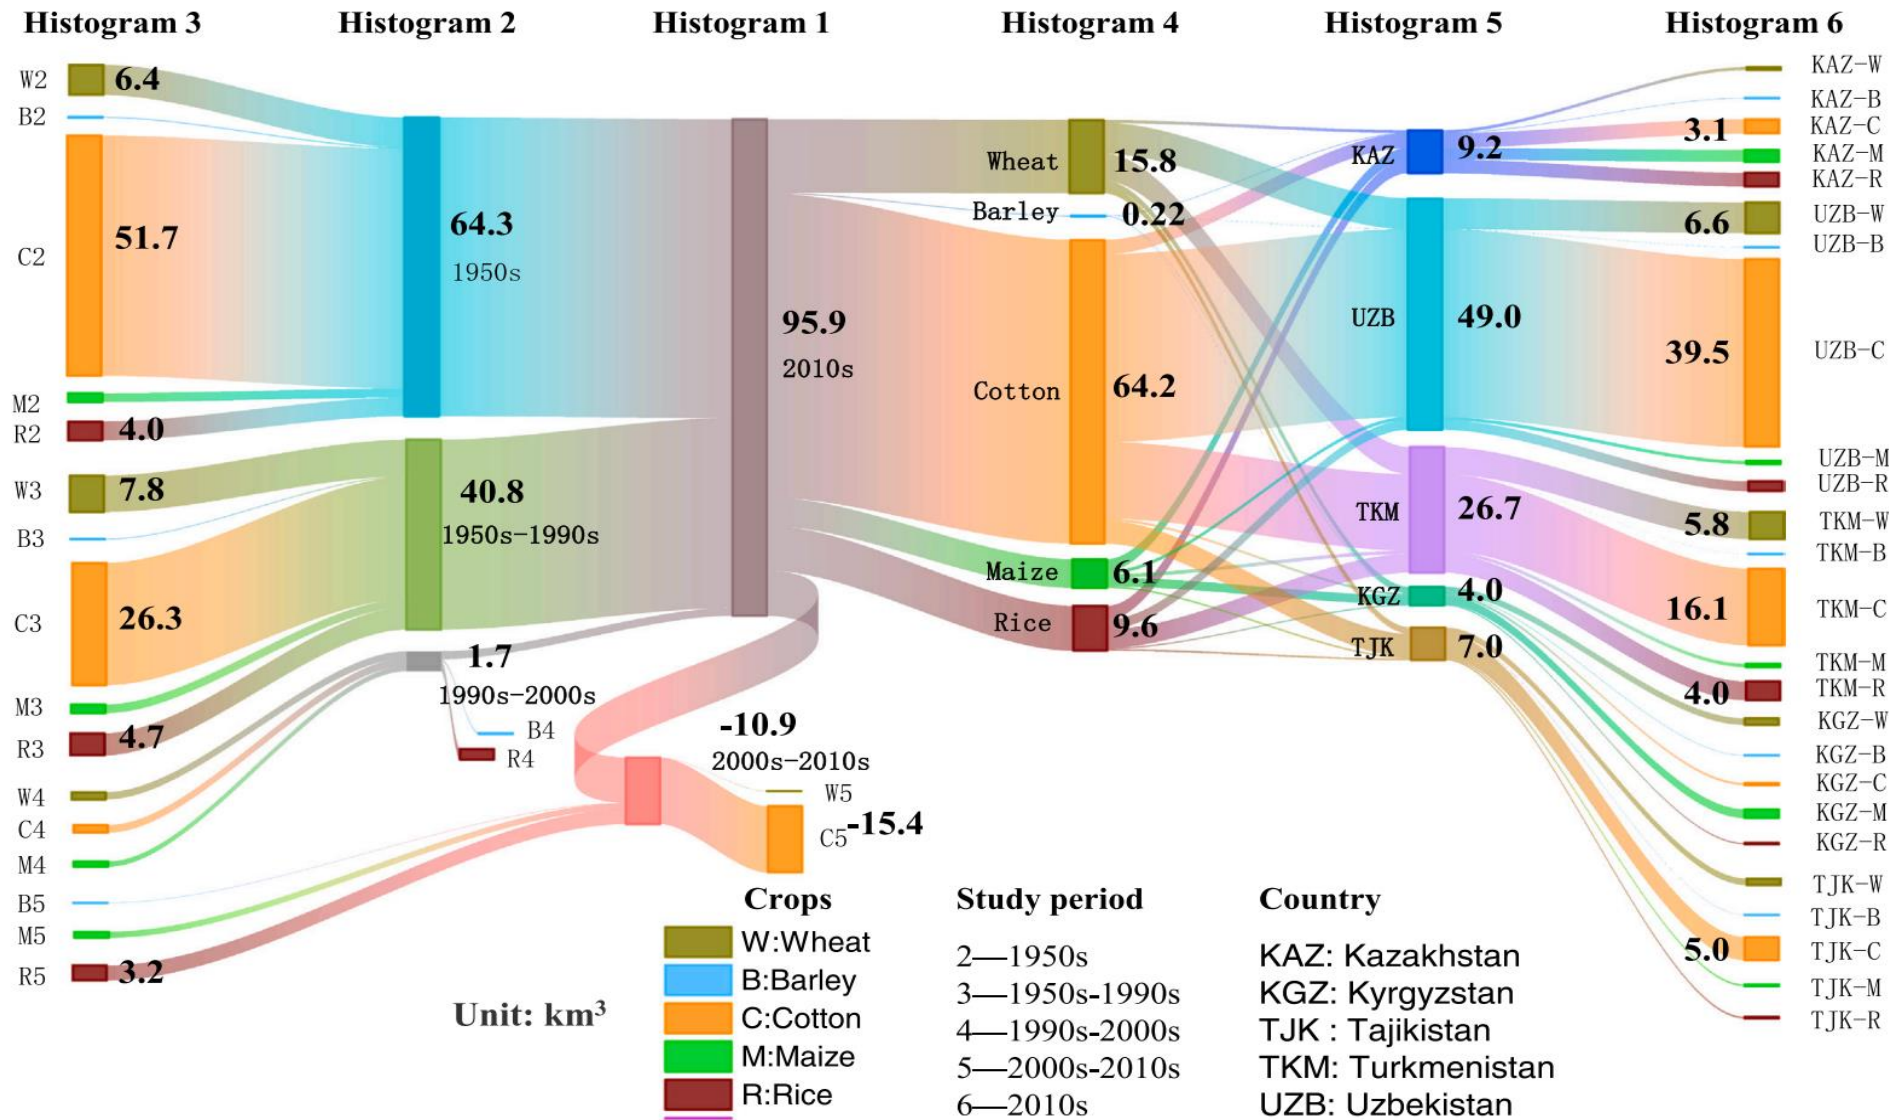 Histogram 3
Histogram 2
Histogram 1
Histogram 4
Histogram 5
Histogram 6
W2
6.4
B2
C2
51.7
M2
R2
4.0
W3
7.8
B3
C3
26.3
M3
R3
4.7
W4
C4
M4
B5
M5
R5
3.2
64.3
1950s
40.8
1950s-1990s
1.7
1990s-2000s
B4
R4
95.9
2010s
-10.9
2000s-2010s
W5
C5
-15.4
Wheat
15.8
Barley
0.22
Cotton
64.2
Maize
6.1
Rice
9.6
KAZ
9.2
UZB
49.0
TKM
26.7
KGZ
4.0
TJK
7.0
KAZ-W
KAZ-B
3.1
KAZ-C
KAZ-M
KAZ-R
6.6
UZB-W
UZB-B
39.5
UZB-C
UZB-M
UZB-R
5.8
TKM-W
TKM-B
16.1
TKM-C
TKM-M
4.0
TKM-R
KGZ-W
KGZ-B
KGZ-C
KGZ-M
KGZ-R
TJK-W
TJK-B
5.0
TJK-C
TJK-M
TJK-R
Unit: km³
Crops
W:Wheat
B:Barley
C:Cotton
M:Maize
R:Rice
Study period
2—1950s
3—1950s-1990s
4—1990s-2000s
5—2000s-2010s
6—2010s
Country
KAZ: Kazakhstan
KGZ: Kyrgyzstan
TJK : Tajikistan
TKM: Turkmenistan
UZB: Uzbekistan